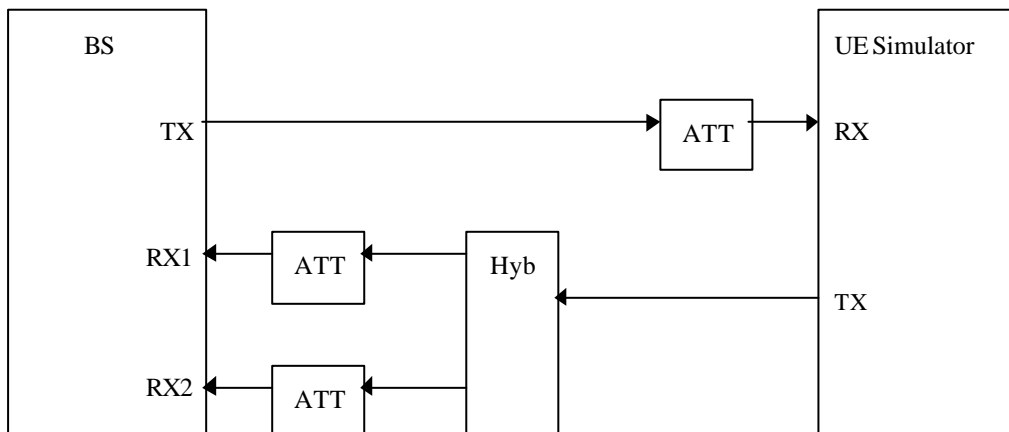 BS
UE Simulator
TX
ATT
RX
RX1
ATT
Hyb
TX
RX2
ATT